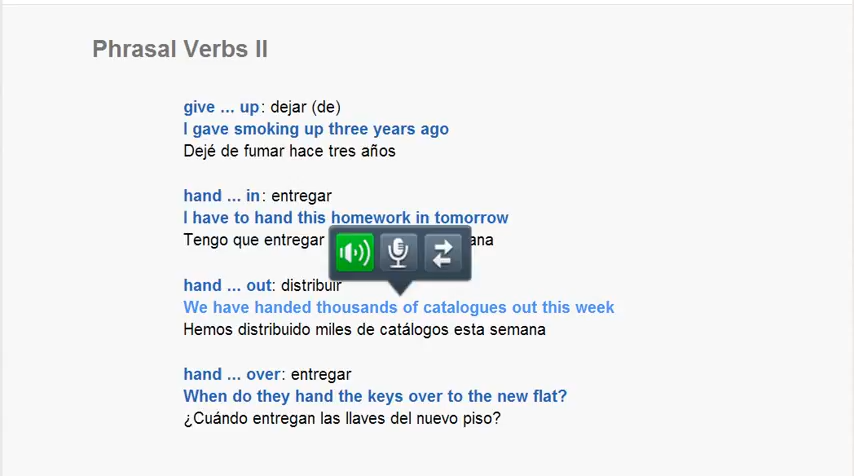 Phrasal Verbs II
give ... up: dejar (de)
I gave smoking up three years ago
Dejé de fumar hace tres años
hand ... in: entregar
I have to hand this homework in tomorrow
Tengo que entregar
hand ... out: distribuir
We have handed thousands of catalogues out this week
Hemos distribuido miles de catálogos esta semana
hand ... over: entregar
When do they hand the keys over to the new flat?
¿Cuándo entregan las llaves del nuevo piso?